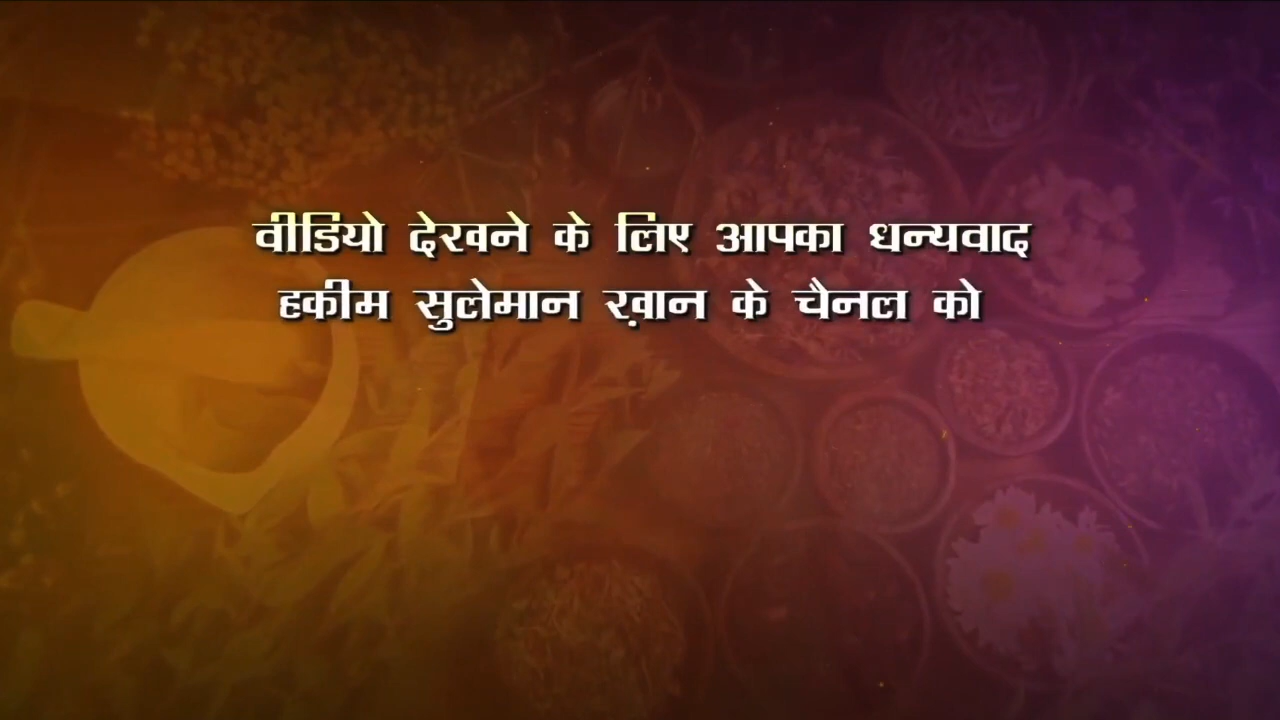 वीडियो देखने के लिए आपका धन्यवाद
हकीम सुलेमान ख़ान के चैनल को